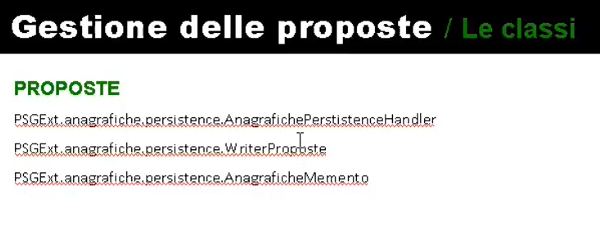 Gestione delle proposte / Le classi
PROPOSTE
PSGExt.anagrafiche.persistence.AnagrafichePerstistenceHandler
PSGExt.anagrafiche.persistence.WriterProposte
PSGExt.anagrafiche.persistence.AnagraficheMemento